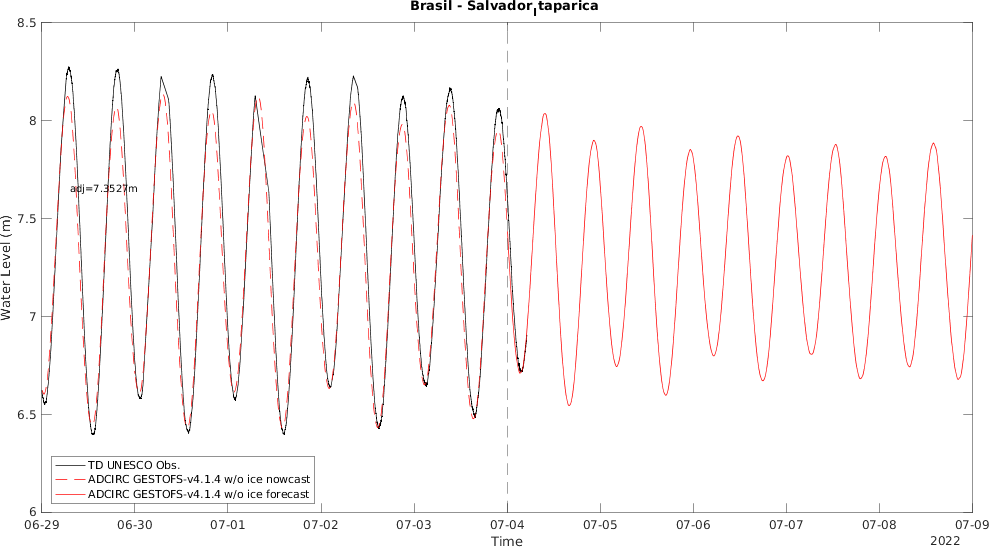 Brasil - Salvador_Itaparica
8.5
8
7.5
7
6.5
6
Water Level (m)
adj=7.3527m
TD UNESCO Obs.
ADCIRC GESTOFS-v4.1.4 w/o ice nowcast
ADCIRC GESTOFS-v4.1.4 w/o ice forecast
06-29
06-30
07-01
07-02
07-03
07-04
07-05
07-06
07-07
07-08
07-09
Time
2022